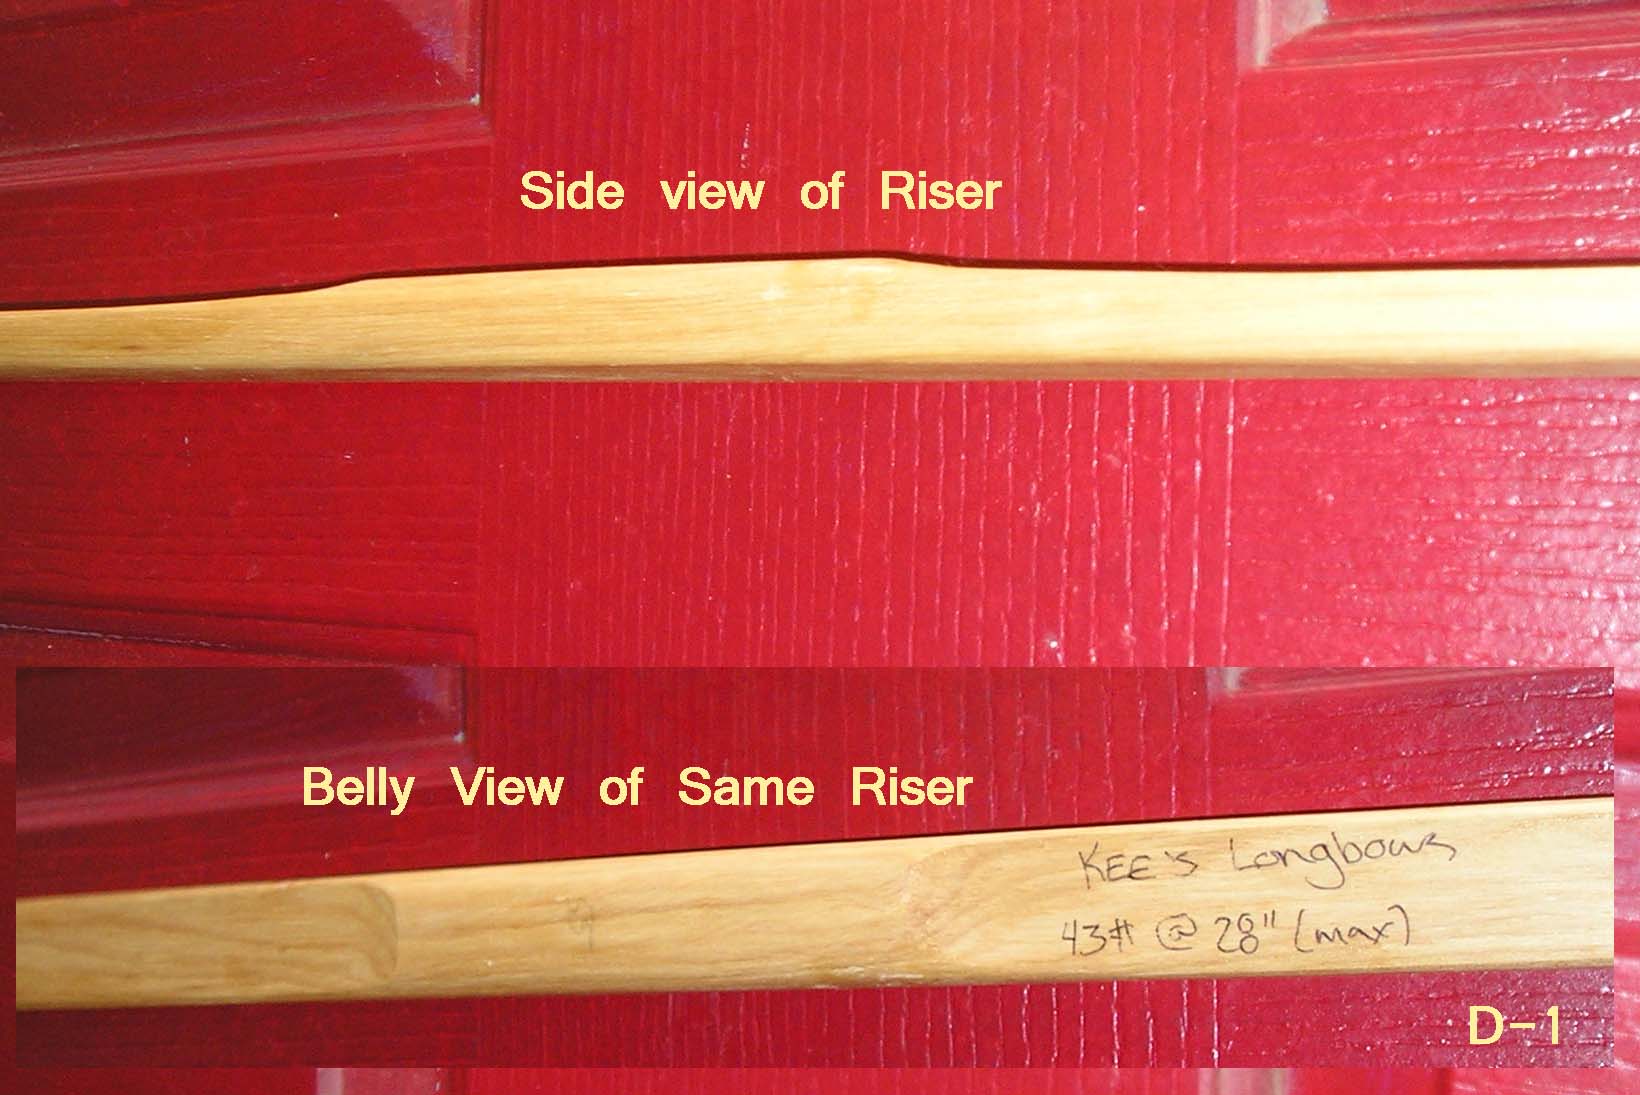 Side view of Riser
Belly View of Same Riser
KEE'S Longbows
43# @ 28" (max)
D-1